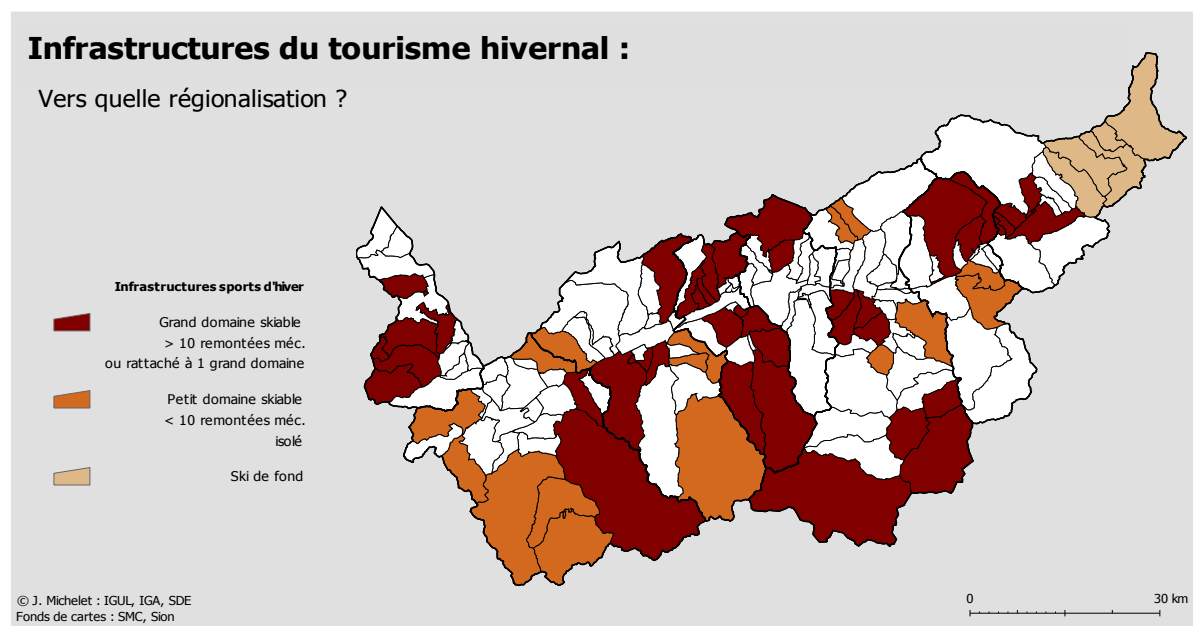 Infrastructures du tourisme hivernal :
Vers quelle régionalisation ?
Infrastructures sports d'hiver
Grand domaine skiable
> 10 remontées méc.
ou rattaché à 1 grand domaine
Petit domaine skiable
< 10 remontées méc.
isolé
Ski de fond
© J. Michelet : IGUL, IGA, SDE
Fonds de cartes : SMC, Sion
0 30 km